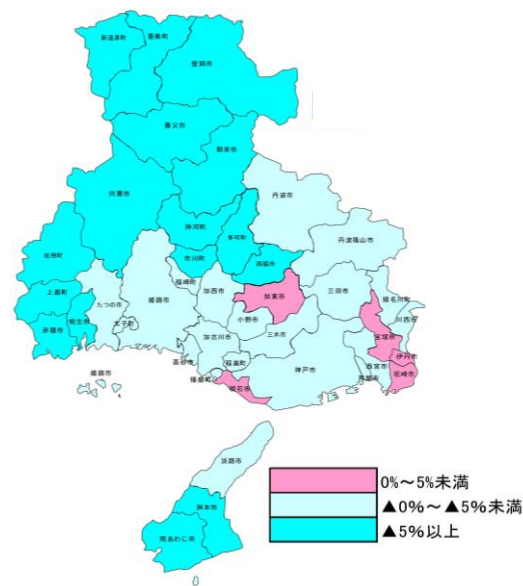 新温泉町
香美町
豊岡市
養父市
朝来市
丹波市
宍粟市
神河町
多可町
丹波篠山市
佐用町
市川町
西脇市
上郡町
たつの市
姫路市
福崎町
加西市
加東市
三田市
猪名川町
川西市
赤穂市
相生市
太子町
小野市
三木市
宝塚市
伊丹市
加古川市
高砂市
稲美町
神戸市
西宮市
芦屋市
尼崎市
姫路市
播磨町
明石市
淡路市
洲本市
南あわじ市
0%~5%未満
▲0%~▲5%未満
▲5%以上